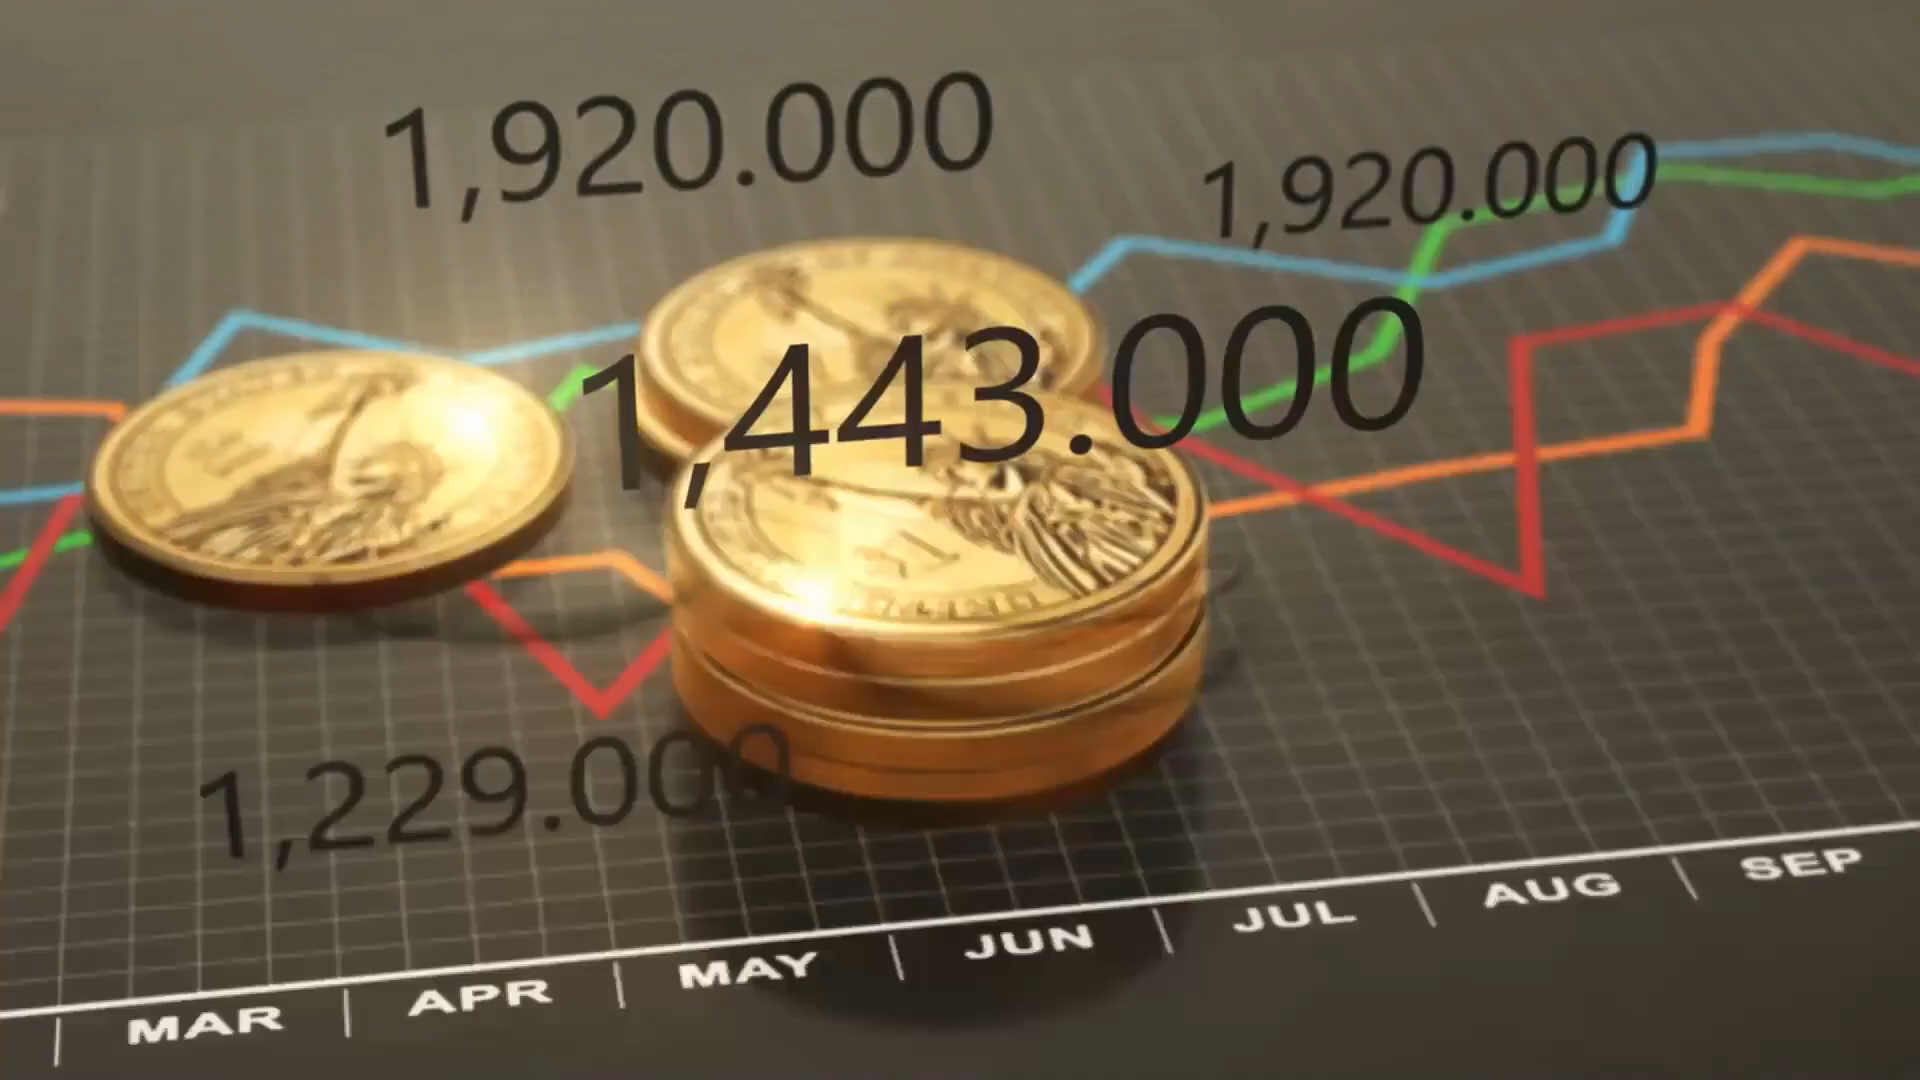 1,920.000
1,920.000
1,443.000
1,229.000
MAR | APR | MAY | JUN | JUL | AUG | SEP